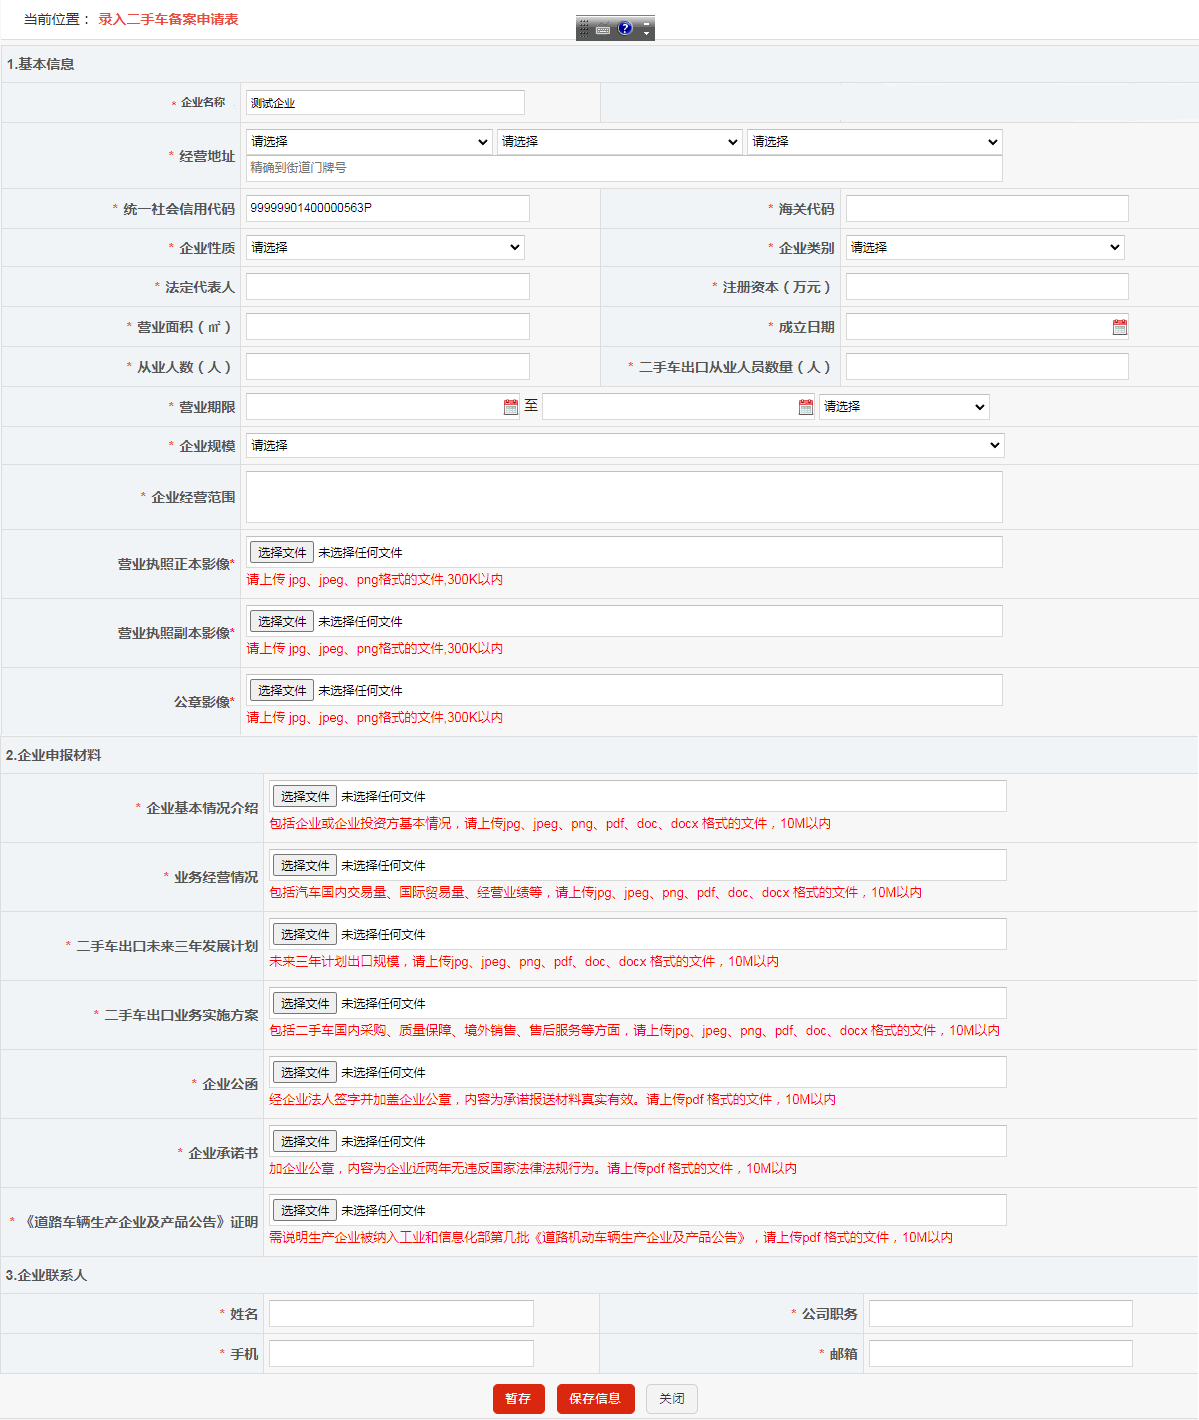 当前位置： 录入二手车备案申请表
1.基本信息
* 企业名称 测试企业
* 经营地址 请选择 请选择 请选择
精确到街道门牌号
* 统一社会信用代码 99999901400000563P * 海关代码
* 企业性质 请选择 * 企业类别 请选择
* 法定代表人 * 注册资本（万元）
* 营业面积（㎡） * 成立日期
* 从业人数（人） * 二手车出口从业人员数量（人）
* 营业期限 至 请选择
* 企业规模 请选择
* 企业经营范围
营业执照正本影像* 选择文件 未选择任何文件
请上传 jpg、jpeg、png格式的文件,300K以内
营业执照副本影像* 选择文件 未选择任何文件
请上传 jpg、jpeg、png格式的文件,300K以内
公章影像* 选择文件 未选择任何文件
请上传 jpg、jpeg、png格式的文件,300K以内
2.企业申报材料
* 企业基本情况介绍 选择文件 未选择任何文件
包括企业或企业投资方基本情况，请上传jpg、jpeg、png、pdf、doc、docx 格式的文件，10M以内
* 业务经营情况 选择文件 未选择任何文件
包括汽车国内交易量、国际贸易量、经营业绩等，请上传jpg、jpeg、png、pdf、doc、docx 格式的文件，10M以内
* 二手车出口未来三年发展计划 选择文件 未选择任何文件
未来三年计划出口规模，请上传jpg、jpeg、png、pdf、doc、docx 格式的文件，10M以内
* 二手车出口业务实施方案 选择文件 未选择任何文件
包括二手车国内采购、质量保障、境外销售、售后服务等方面，请上传jpg、jpeg、png、pdf、doc、docx 格式的文件，10M以内
* 企业公函 选择文件 未选择任何文件
经企业法人签字并加盖企业公章，内容为承诺报送材料真实有效。请上传pdf 格式的文件，10M以内
* 企业承诺书 选择文件 未选择任何文件
加企业公章，内容为企业近两年无违反国家法律法规行为。请上传pdf 格式的文件，10M以内
* 《道路车辆生产企业及产品公告》证明 选择文件 未选择任何文件
需说明生产企业被纳入工业和信息化部第几批《道路机动车辆生产企业及产品公告》，请上传pdf 格式的文件，10M以内
3.企业联系人
* 姓名 * 公司职务
* 手机 * 邮箱
暂存 保存信息 关闭